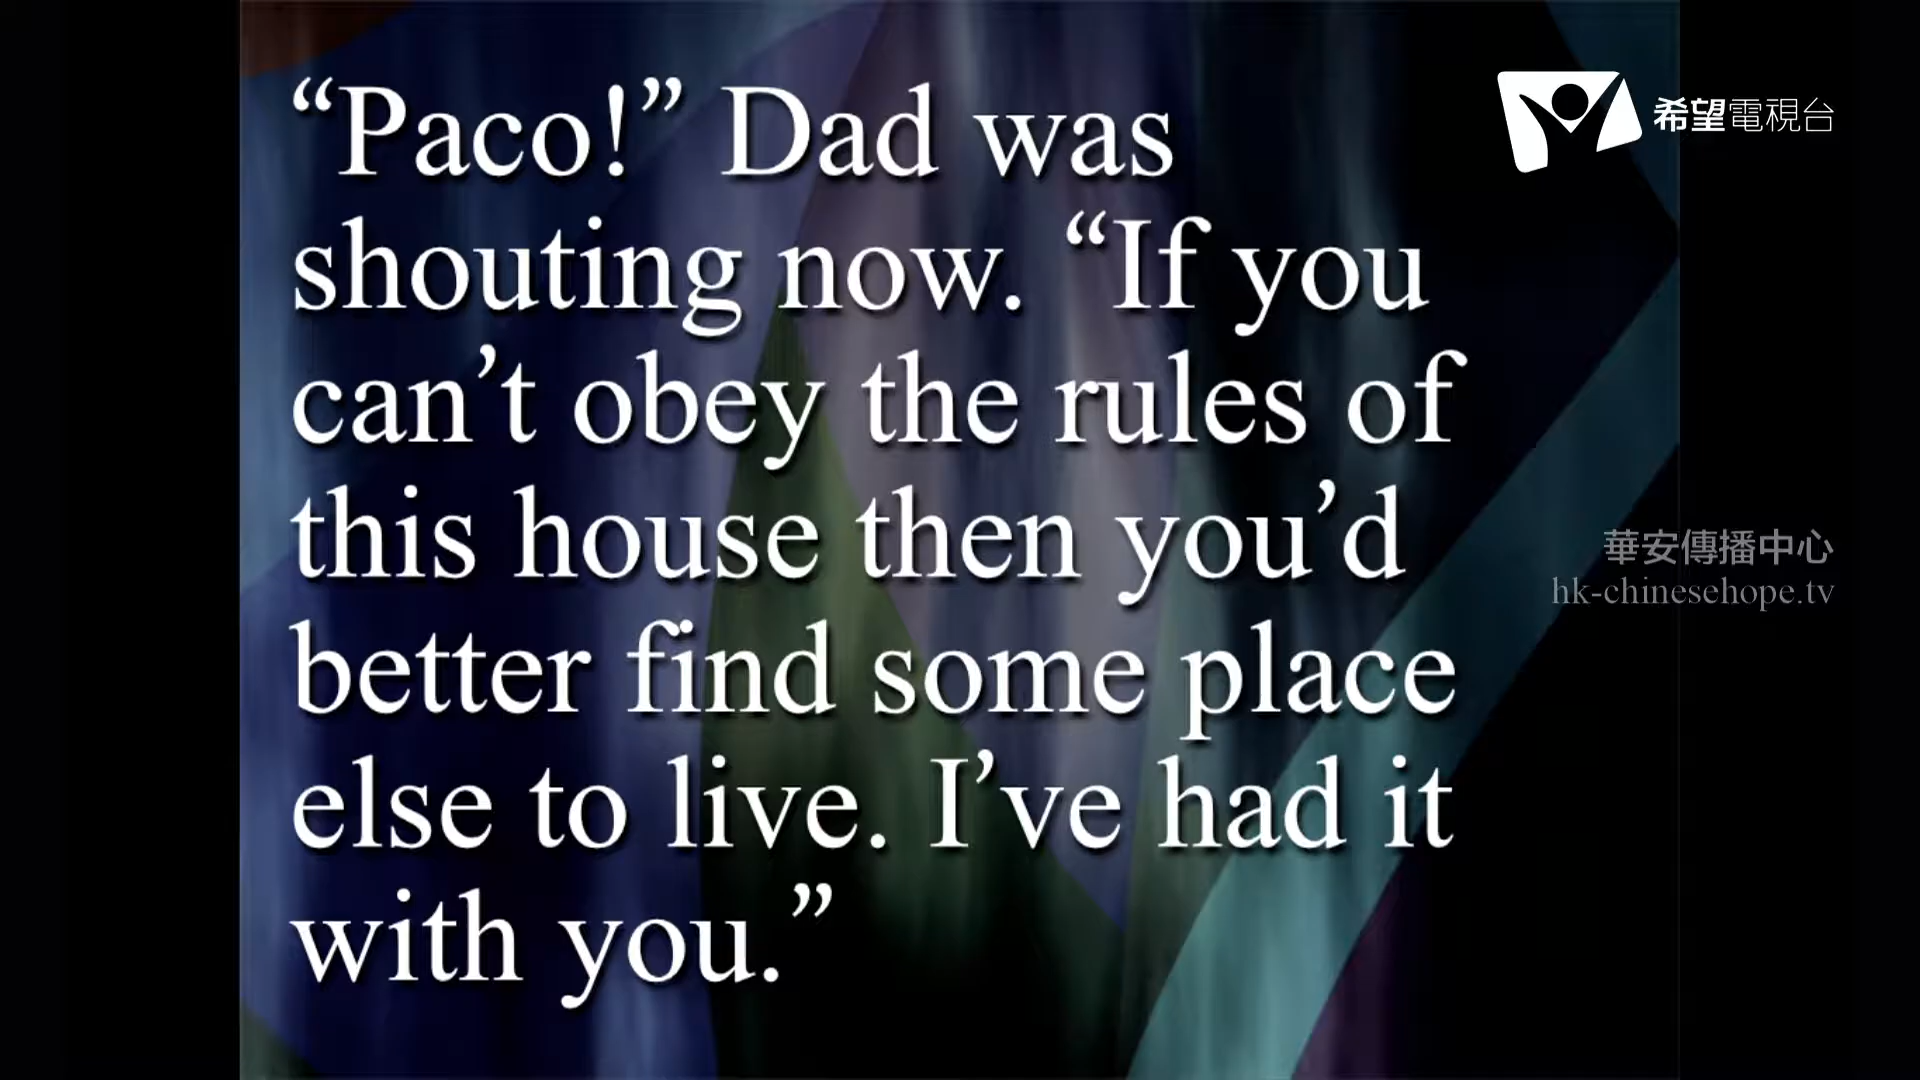 “Paco!” Dad was
shouting now. “If you
can’t obey the rules of
this house then you’d
better find some place
else to live. I’ve had it
with you.”
希望電視台
華安傳播中心
hk-chinesehope.tv